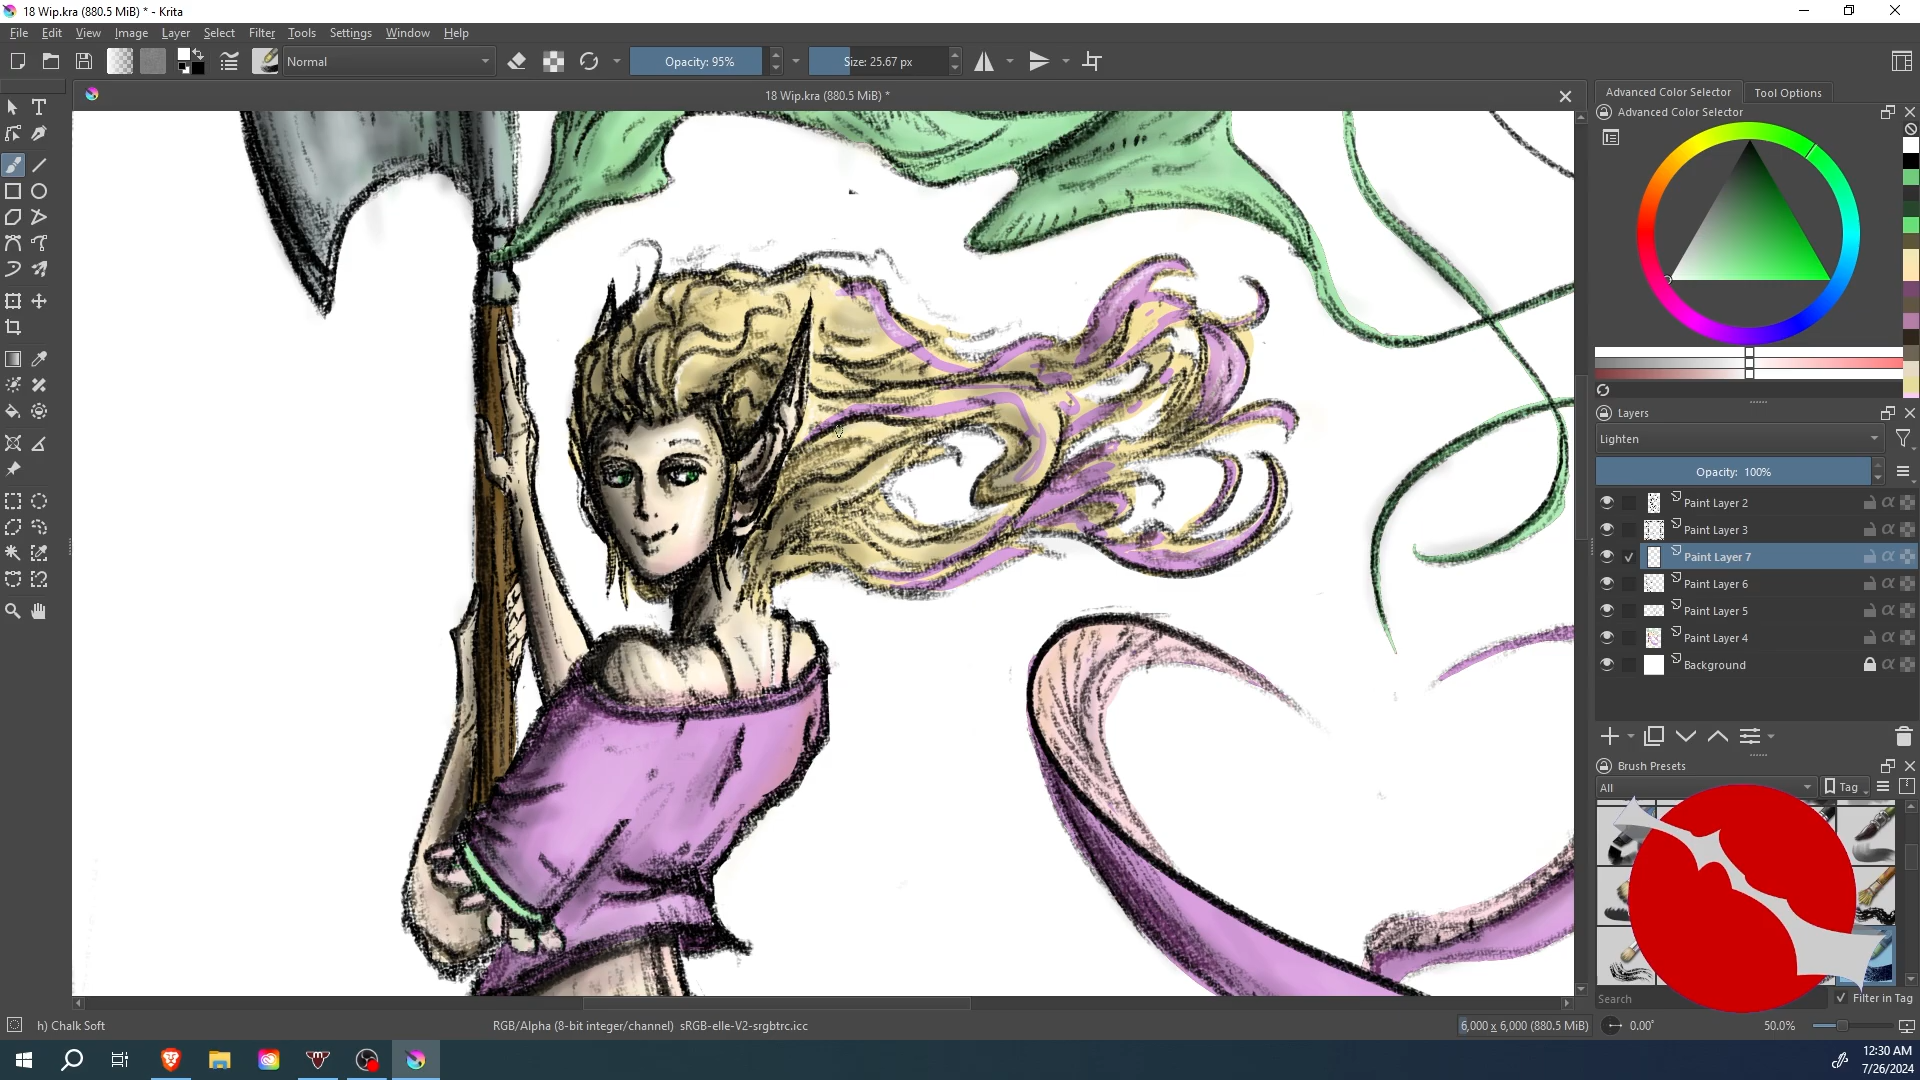 18 Wip.kra (880.5 MiB) * - Krita
File Edit View Image Layer Select Filter Tools Settings Window Help
Normal
Opacity: 95%
Size: 25.67 px
18 Wip.kra (880.5 MiB) *
Advanced Color Selector
Tool Options
Advanced Color Selector
Layers
Lighten
Opacity: 100%
Paint Layer 2
Paint Layer 3
Paint Layer 7
Paint Layer 6
Paint Layer 5
Paint Layer 4
Background
Brush Presets
All
Tag
Search
Filter in Tag
h) Chalk Soft
RGB/Alpha (8-bit integer/channel) sRGB-elle-V2-srgbtrc.icc
6,000 x 6,000 (880.5 MiB)
0.00°
50.0%
12:30 AM
7/26/2024